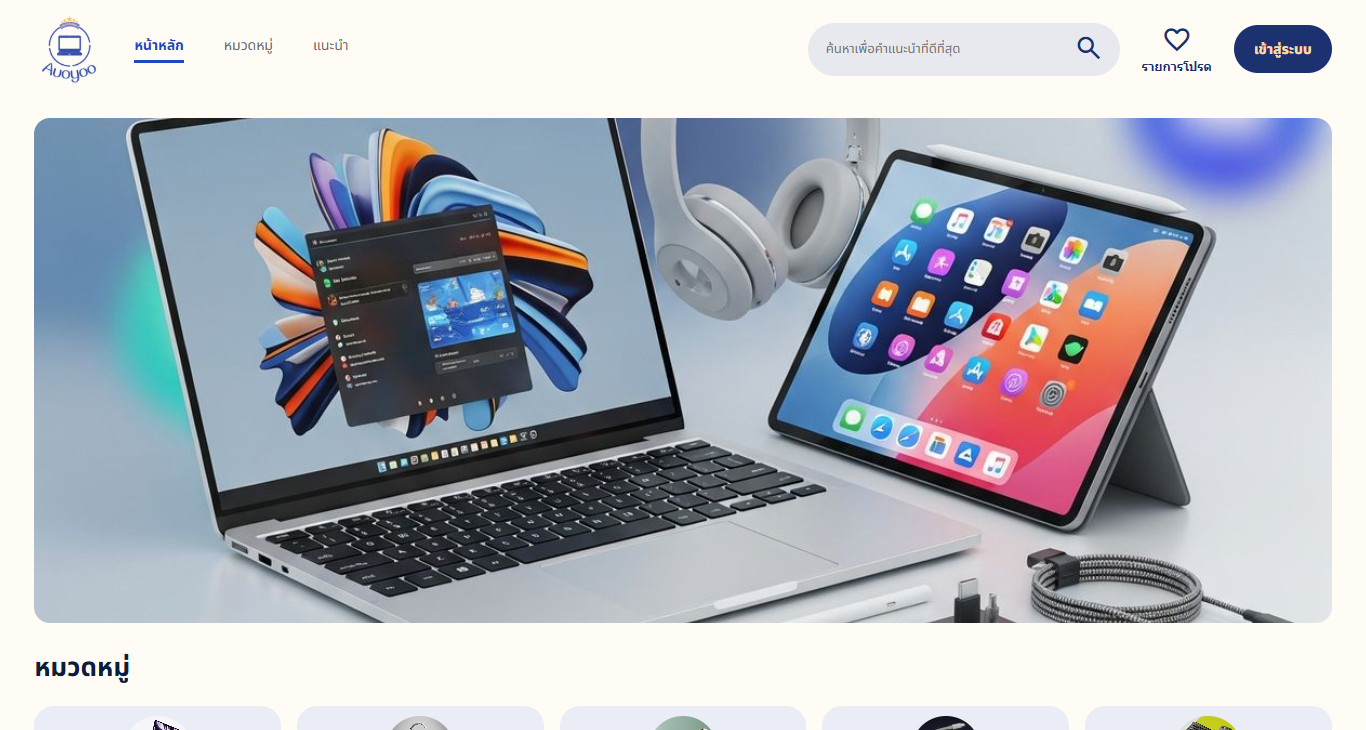 Auoyoo
หน้าหลัก
หมวดหมู่
แนะนำ
ค้นหาเพื่อคำแนะนำที่ดีที่สุด
รายการโปรด
เข้าสู่ระบบ
หมวดหมู่